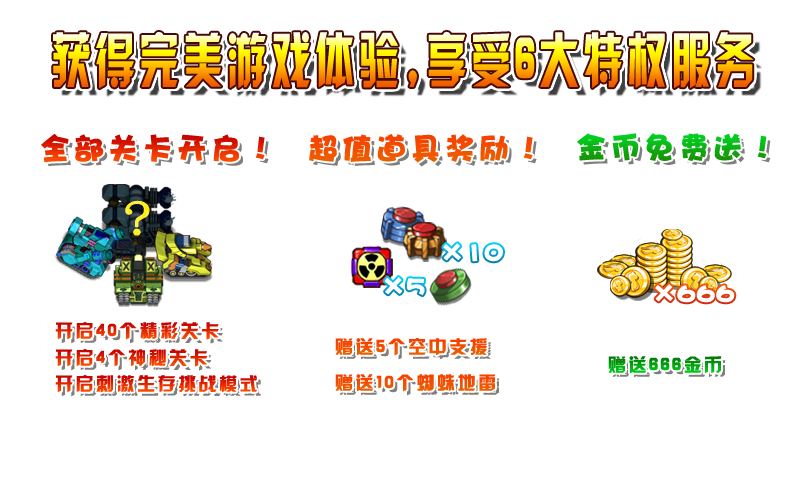 获得完美游戏体验,享受6大特权服务
全部关卡开启！
超值道具奖励！
金币免费送！
?
×10
×5
×666
开启40个精彩关卡
开启4个神秘关卡
开启刺激生存挑战模式
赠送5个空中支援
赠送10个蜘蛛地雷
赠送666金币